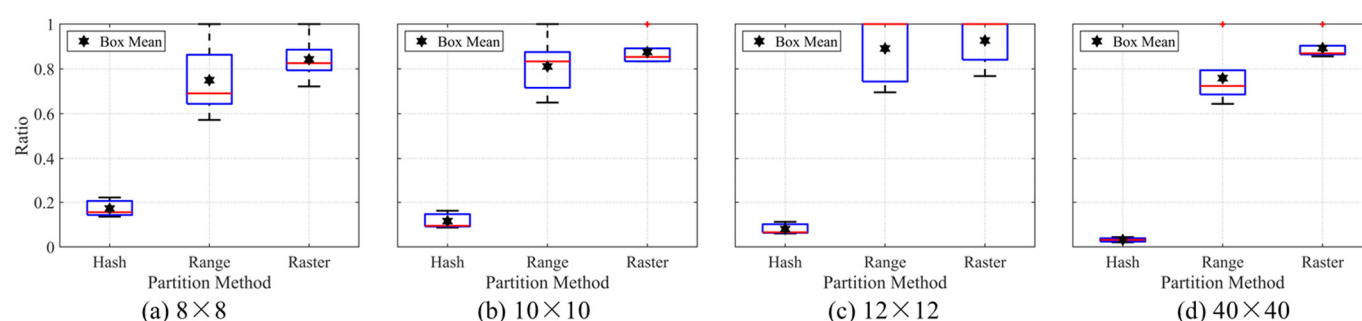 1
0.8
0.6
0.4
0.2
0
Ratio
Box Mean
Hash Range Raster
Partition Method
(a) 8×8
Box Mean
Hash Range Raster
Partition Method
(b) 10×10
Box Mean
Hash Range Raster
Partition Method
(c) 12×12
Box Mean
Hash Range Raster
Partition Method
(d) 40×40